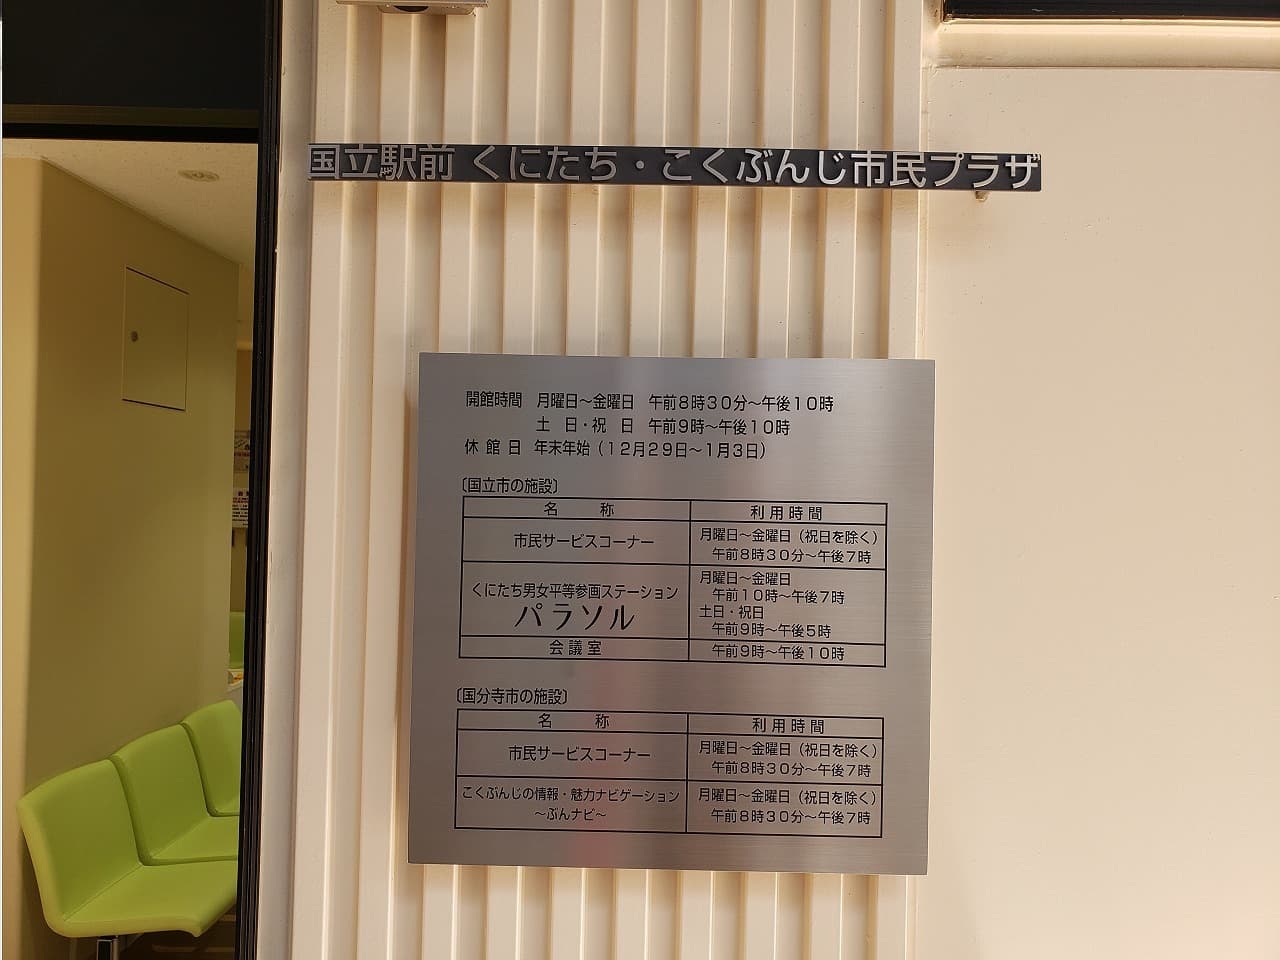 国立駅前 くにたち・こくぶんじ市民プラザ
開館時間 月曜日～金曜日 午前8時30分～午後10時
土 日・祝 日 午前9時～午後10時
休 館 日 年末年始（12月29日～1月3日）
〔国立市の施設〕
名 称 利用時間
市民サービスコーナー 月曜日～金曜日（祝日を除く）
午前8時30分～午後7時
くにたち男女平等参画ステーション
パラソル
月曜日～金曜日
午前10時～午後7時
土日・祝日
午前9時～午後5時
会議室 午前9時～午後10時
〔国分寺市の施設〕
名 称 利用時間
市民サービスコーナー 月曜日～金曜日（祝日を除く）
午前8時30分～午後7時
こくぶんじの情報・魅力ナビゲーション
～ぶんナビ～
月曜日～金曜日（祝日を除く）
午前8時30分～午後7時